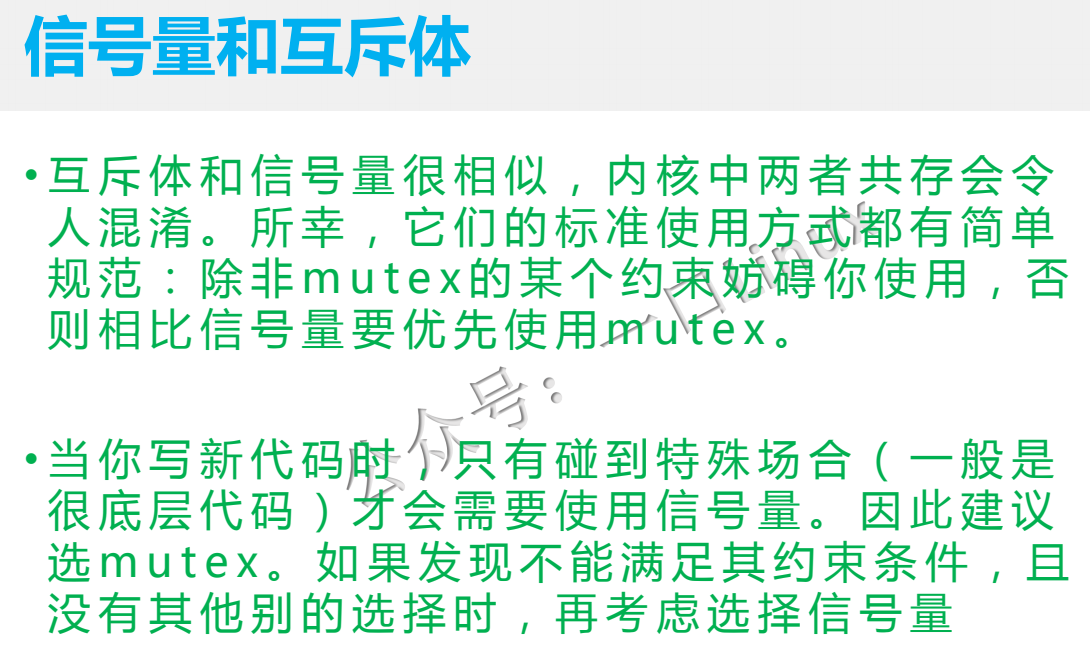 信号量和互斥体
•互斥体和信号量很相似，内核中两者共存会令
人混淆。所幸，它们的标准使用方式都有简单
规范：除非mutex的某个约束妨碍你使用，否
则相比信号量要优先使用mutex。
•当你写新代码时，只有碰到特殊场合（一般是
很底层代码）才会需要使用信号量。因此建议
选mutex。如果发现不能满足其约束条件，且
没有其他别的选择时，再考虑选择信号量
公众号：一口Linux